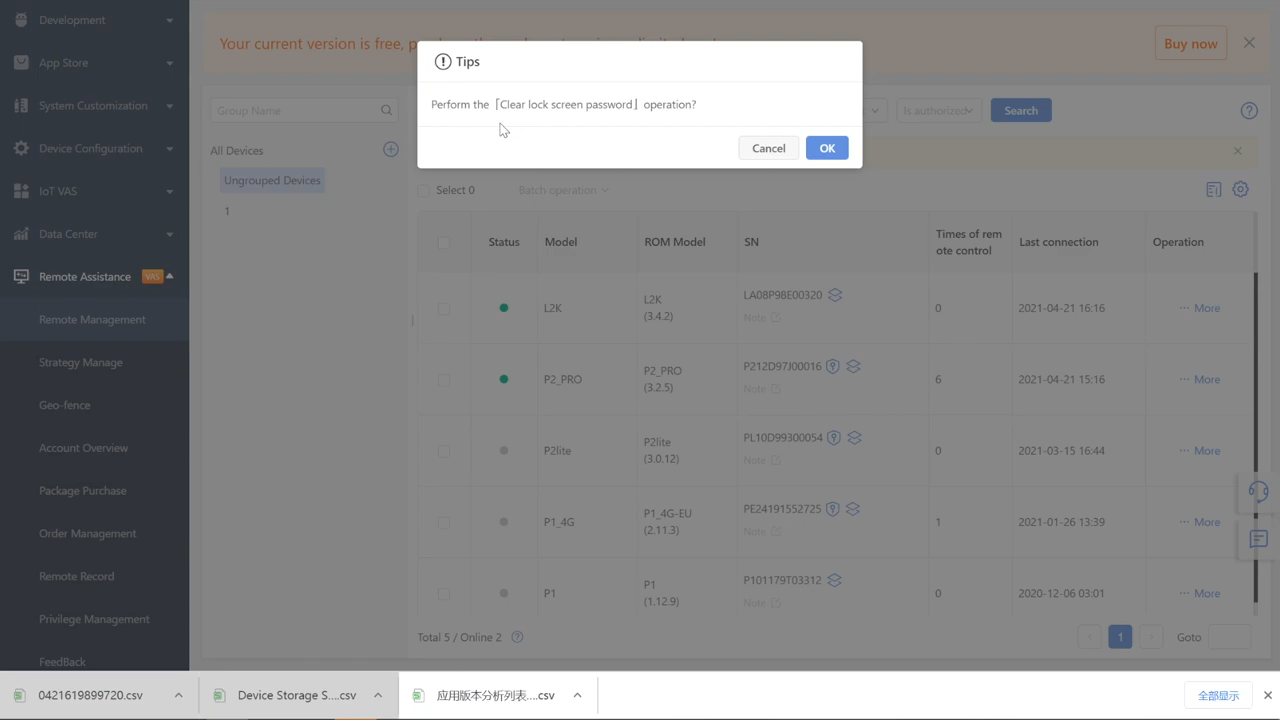 Development
App Store
System Customization
Device Configuration
IoT VAS
Data Center
Remote Assistance VAS
Remote Management
Strategy Manage
Geo-fence
Account Overview
Package Purchase
Order Management
Remote Record
Privilege Management
FeedBack
Your current version is free,
Buy now
Tips
Perform the「Clear lock screen password」operation?
Cancel
OK
Group Name
Is authorized
Search
All Devices
Ungrouped Devices
1
Select 0
Batch operation
Status Model ROM Model SN Times of rem
ote control Last connection Operation
L2K L2K
(3.4.2) LA08P98E00320
Note 0 2021-04-21 16:16 ··· More
P2_PRO P2_PRO
(3.2.5) P212D97J00016
Note 6 2021-04-21 15:16 ··· More
P2lite P2lite
(3.0.12) PL10D99300054
Note 0 2021-03-15 16:44 ··· More
P1_4G P1_4G-EU
(2.11.3) PE24191552725
Note 1 2021-01-26 13:39 ··· More
P1 P1
(1.12.9) P101179T03312
Note 0 2020-12-06 03:01 ··· More
Total 5 / Online 2
< 1 > Goto
0421619899720.csv
Device Storage S....csv
应用版本分析列表....csv
全部显示